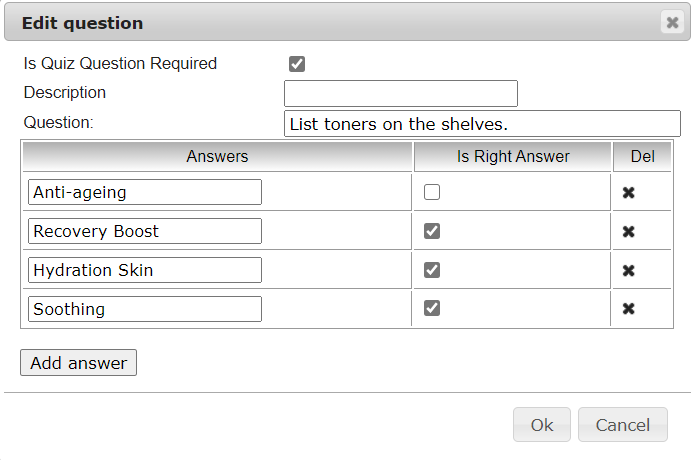 Edit question
Is Quiz Question Required
Description
Question: List toners on the shelves.
Answers Is Right Answer Del
Anti-ageing
Recovery Boost
Hydration Skin
Soothing
Add answer
Ok Cancel